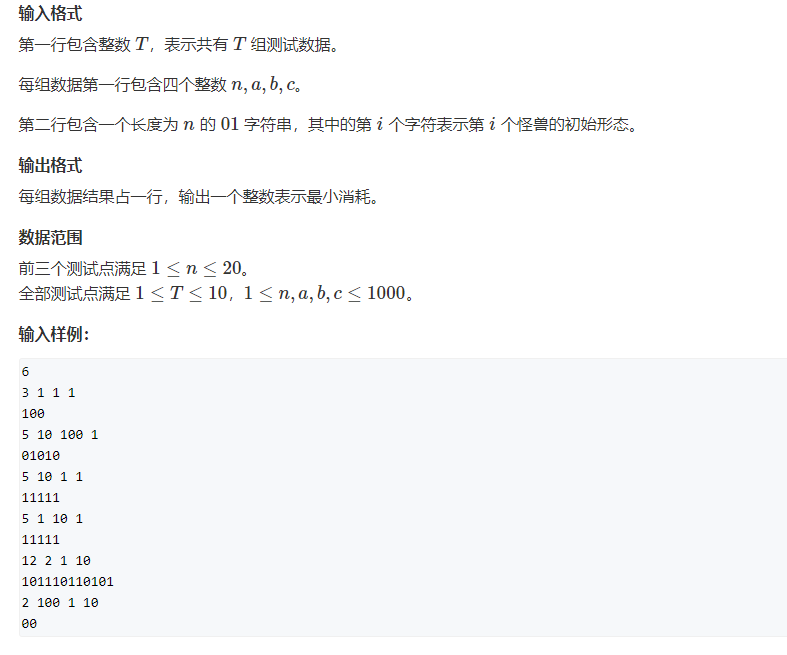 输入格式
第一行包含整数 T，表示共有 T 组测试数据。
每组数据第一行包含四个整数 n, a, b, c。
第二行包含一个长度为 n 的 01 字符串，其中的第 i 个字符表示第 i 个怪兽的初始形态。
输出格式
每组数据结果占一行，输出一个整数表示最小消耗。
数据范围
前三个测试点满足 1 ≤ n ≤ 20。
全部测试点满足 1 ≤ T ≤ 10，1 ≤ n, a, b, c ≤ 1000。
输入样例：
6
3 1 1 1
100
5 10 100 1
01010
5 10 1 1
11111
5 1 10 1
11111
12 2 1 10
101110110101
2 100 1 10
00